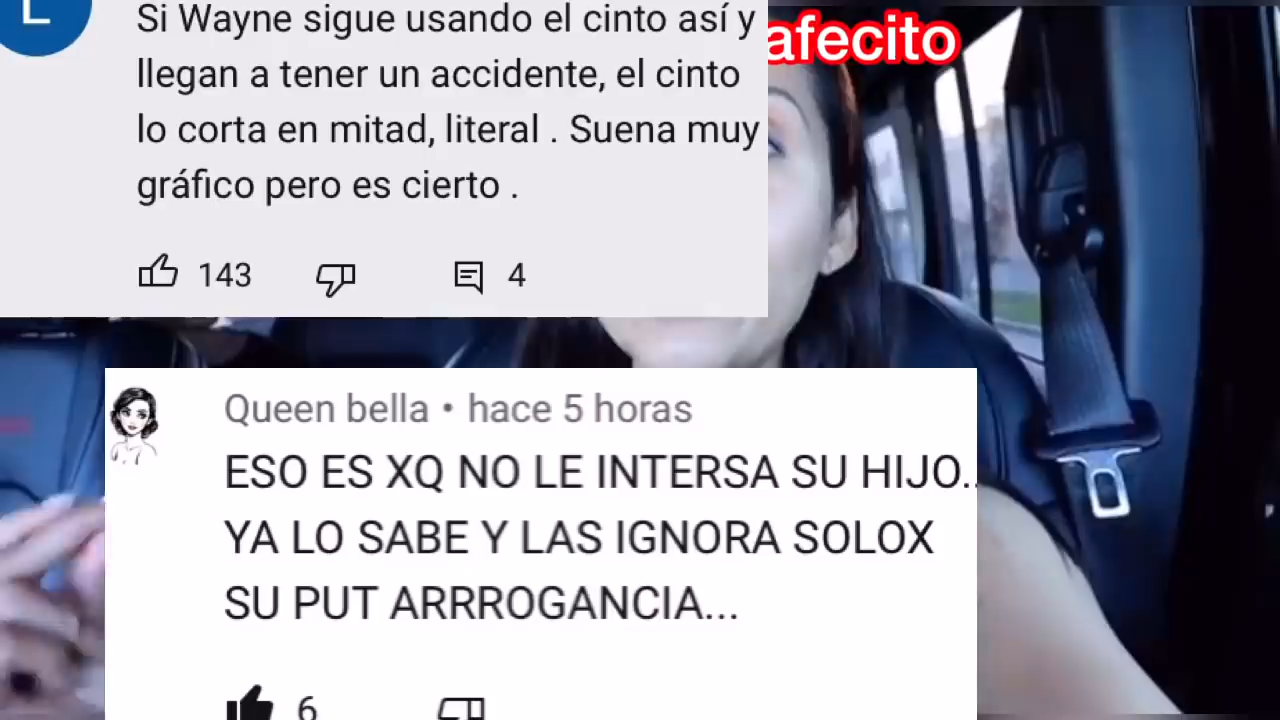 L
Si Wayne sigue usando el cinto así y
llegan a tener un accidente, el cinto
lo corta en mitad, literal . Suena muy
gráfico pero es cierto .
143
4
afecito
Queen bella • hace 5 horas
ESO ES XQ NO LE INTERSA SU HIJO..
YA LO SABE Y LAS IGNORA SOLOX
SU PUT ARRROGANCIA...
6